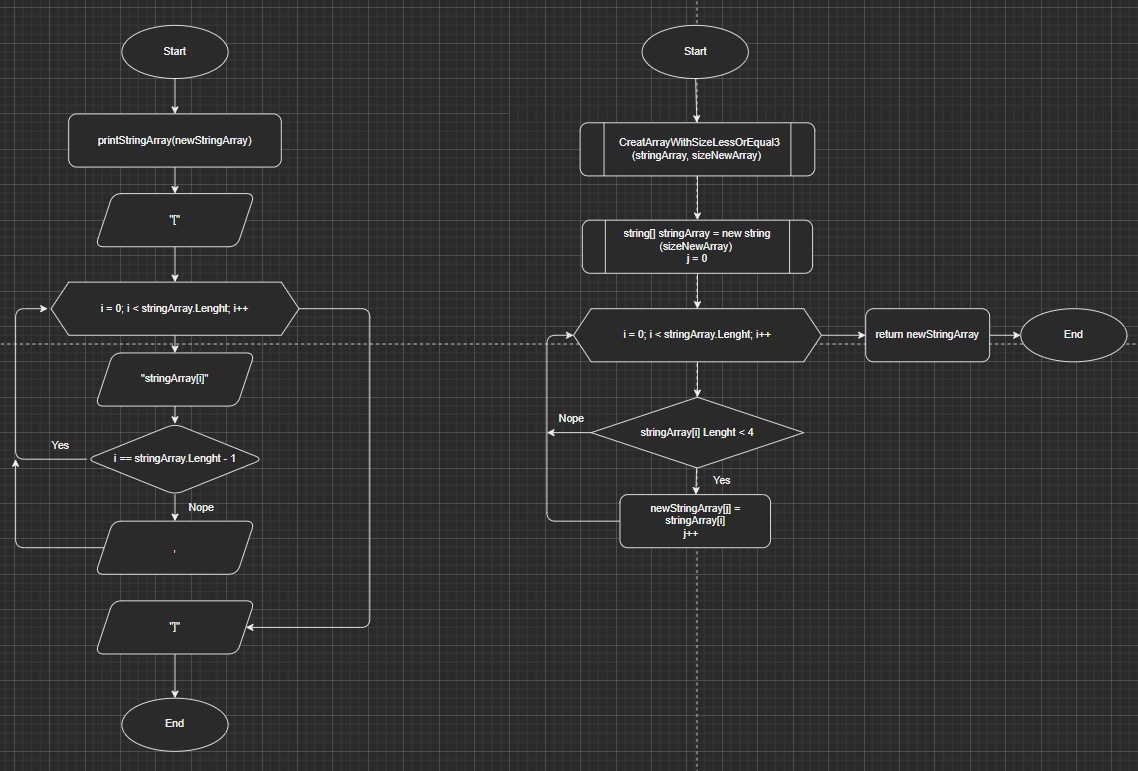 Start
printStringArray(newStringArray)
"["
i = 0; i < stringArray.Lenght; i++
"stringArray[i]"
Yes
i == stringArray.Lenght - 1
Nope
,
"]"
End
Start
CreatArrayWithSizeLessOrEqual3
(stringArray, sizeNewArray)
string[] stringArray = new string
(sizeNewArray)
j = 0
i = 0; i < stringArray.Lenght; i++
return newStringArray
End
Nope
stringArray[i] Lenght < 4
Yes
newStringArray[j] =
stringArray[i]
j++